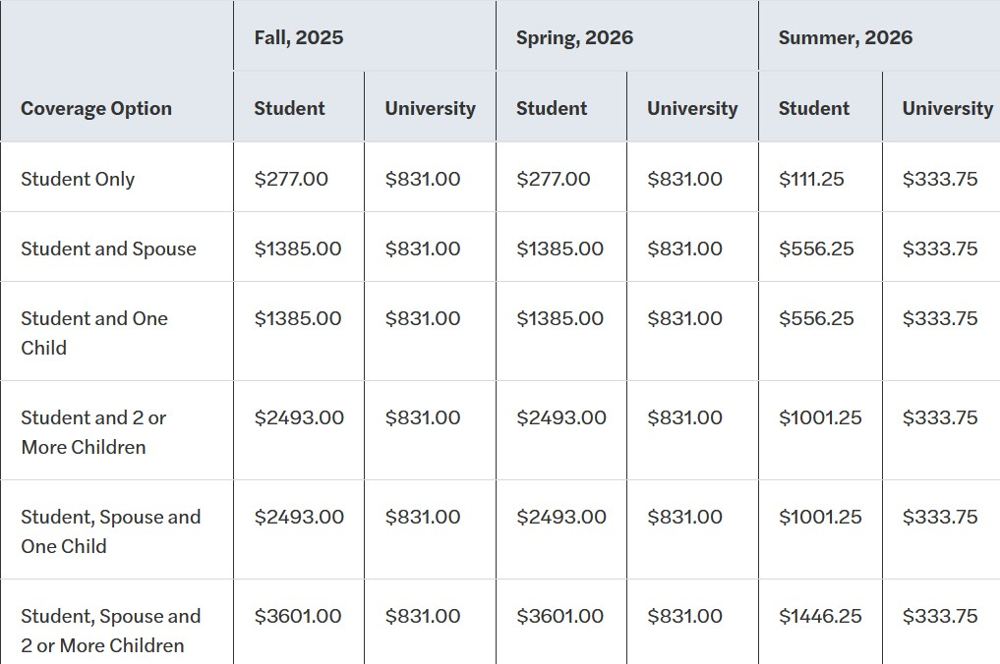 Fall, 2025 Spring, 2026 Summer, 2026
Coverage Option Student University Student University Student University
Student Only $277.00 $831.00 $277.00 $831.00 $111.25 $333.75
Student and Spouse $1385.00 $831.00 $1385.00 $831.00 $556.25 $333.75
Student and One $1385.00 $831.00 $1385.00 $831.00 $556.25 $333.75
Child
Student and 2 or $2493.00 $831.00 $2493.00 $831.00 $1001.25 $333.75
More Children
Student, Spouse and $2493.00 $831.00 $2493.00 $831.00 $1001.25 $333.75
One Child
Student, Spouse and $3601.00 $831.00 $3601.00 $831.00 $1446.25 $333.75
2 or More Children